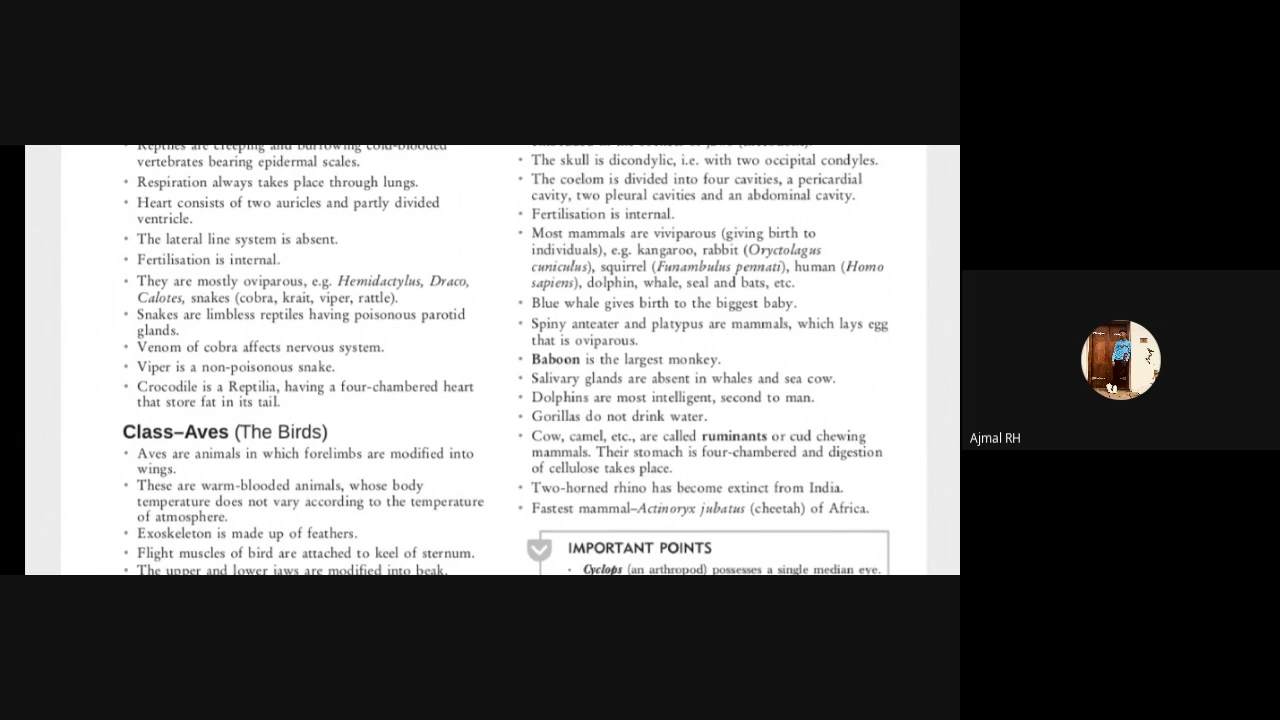 • Reptiles are creeping and burrowing cold-blooded
vertebrates bearing epidermal scales.
• Respiration always takes place through lungs.
• Heart consists of two auricles and partly divided
ventricle.
• The lateral line system is absent.
• Fertilisation is internal.
• They are mostly oviparous, e.g. Hemidactylus, Draco,
Calotes, snakes (cobra, krait, viper, rattle).
• Snakes are limbless reptiles having poisonous parotid
glands.
• Venom of cobra affects nervous system.
• Viper is a non-poisonous snake.
• Crocodile is a Reptilia, having a four-chambered heart
that store fat in its tail.
Class–Aves (The Birds)
• Aves are animals in which forelimbs are modified into
wings.
• These are warm-blooded animals, whose body
temperature does not vary according to the temperature
of atmosphere.
• Exoskeleton is made up of feathers.
• Flight muscles of bird are attached to keel of sternum.
• The upper and lower jaws are modified into beak.
• The skull is dicondylic, i.e. with two occipital condyles.
• The coelom is divided into four cavities, a pericardial
cavity, two pleural cavities and an abdominal cavity.
• Fertilisation is internal.
• Most mammals are viviparous (giving birth to
individuals), e.g. kangaroo, rabbit (Oryctolagus
cuniculus), squirrel (Funambulus pennati), human (Homo
sapiens), dolphin, whale, seal and bats, etc.
• Blue whale gives birth to the biggest baby.
• Spiny anteater and platypus are mammals, which lays egg
that is oviparous.
• Baboon is the largest monkey.
• Salivary glands are absent in whales and sea cow.
• Dolphins are most intelligent, second to man.
• Gorillas do not drink water.
• Cow, camel, etc., are called ruminants or cud chewing
mammals. Their stomach is four-chambered and digestion
of cellulose takes place.
• Two-horned rhino has become extinct from India.
• Fastest mammal–Actinoryx jubatus (cheetah) of Africa.
IMPORTANT POINTS
• Cyclops (an arthropod) possesses a single median eye.
Ajmal RH